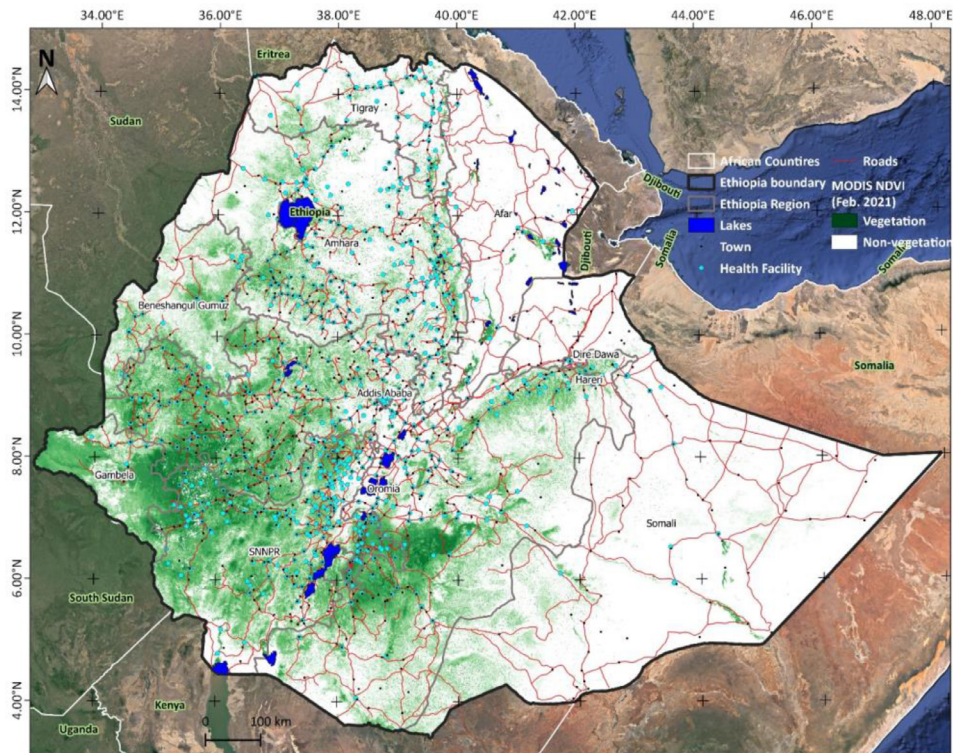 34.00°E 36.00°E 38.00°E 40.00°E 42.00°E 44.00°E 46.00°E 48.00°E
N
Eritrea
14.00°N
Tigray
Sudan
African Countires
Roads
Ethiopia boundary
MODIS NDVI
Djibouti
(Feb. 2021)
Ethiopia Region
12.00°N
Ethiopia
Afar
Lakes
Vegetation
Amhara
Djibouti
Somalia
Town
Non-vegetation
Health Facility
Somali
Beneshangul Gumuz
10.00°N
Dire Dawa
Somalia
Hareri
Addis Ababa
8.00°N
Gambela
Oromia
Somali
SNNPR
6.00°N
South Sudan
4.00°N
Kenya
0 100 km
Uganda